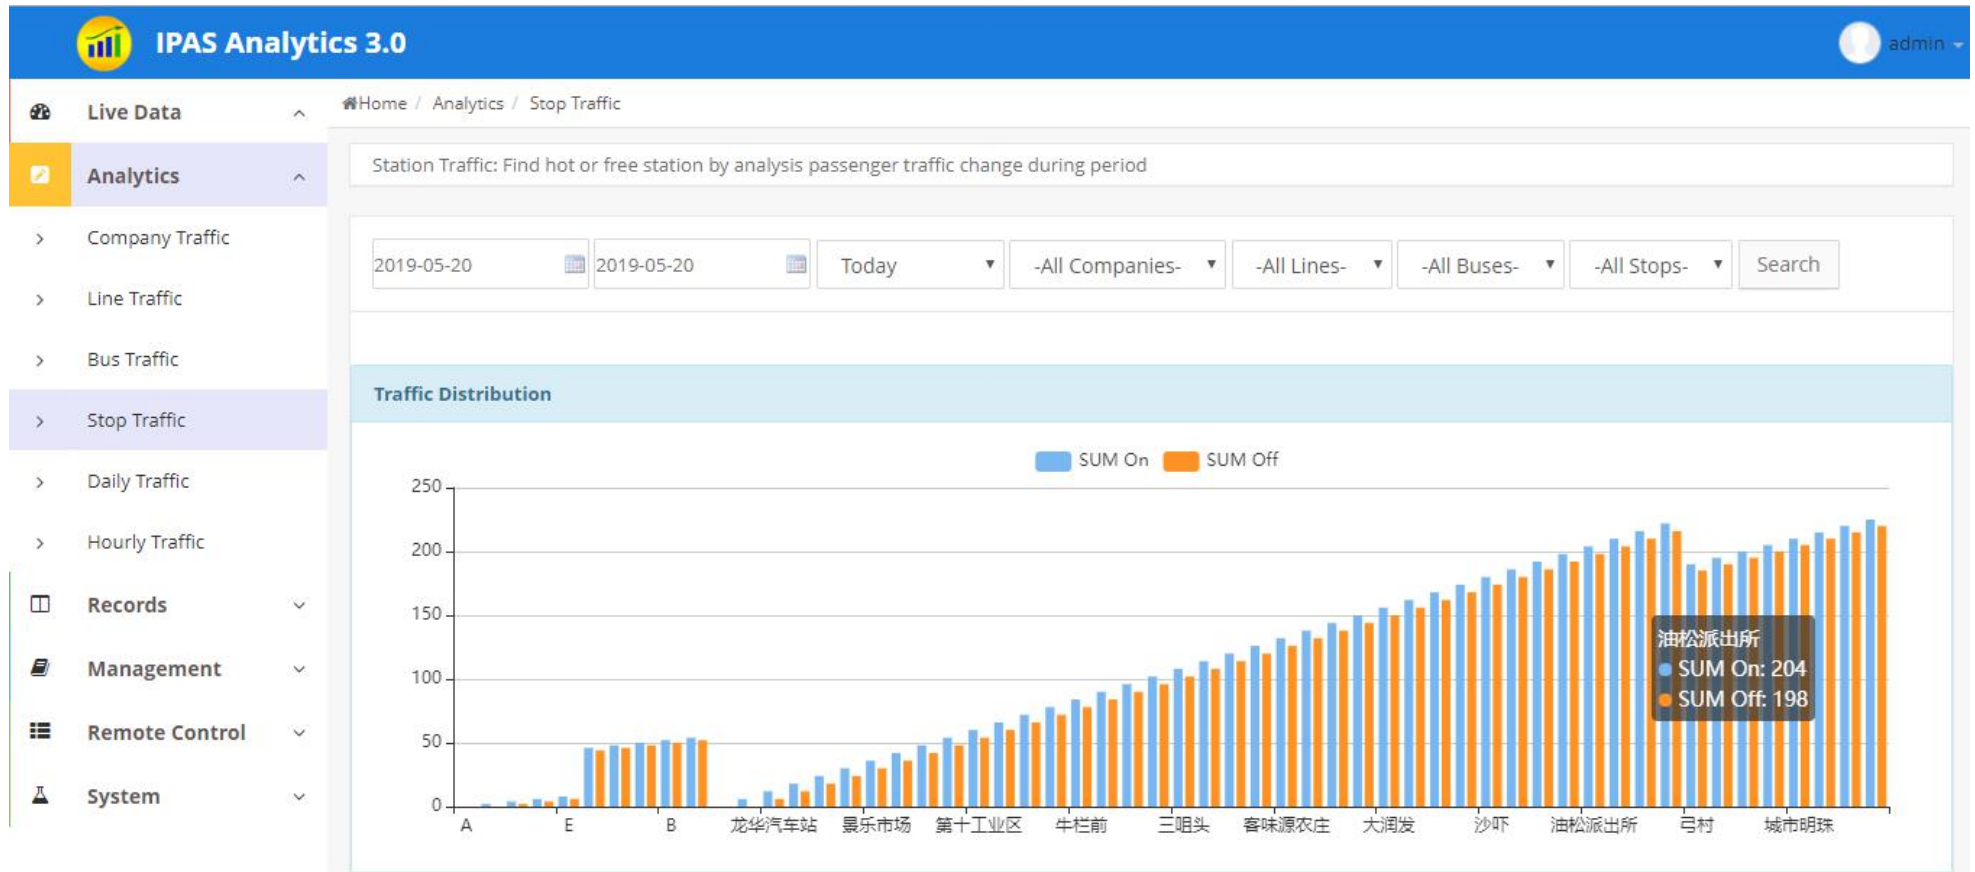 IPAS Analytics 3.0
admin
Live Data
Home / Analytics / Stop Traffic
Analytics
Station Traffic: Find hot or free station by analysis passenger traffic change during period
Company Traffic
2019-05-20 2019-05-20 Today -All Companies- -All Lines- -All Buses- -All Stops- Search
Line Traffic
Bus Traffic
Stop Traffic
Daily Traffic
Hourly Traffic
Records
Management
Remote Control
System
Traffic Distribution
SUM On SUM Off
250
200
150
100
50
0
油松派出所
SUM On: 204
SUM Off: 198
A E B 龙华汽车站 景乐市场 第十工业区 牛栏前 三咀头 客味源农庄 大润发 沙吓 油松派出所 弓村 城市明珠